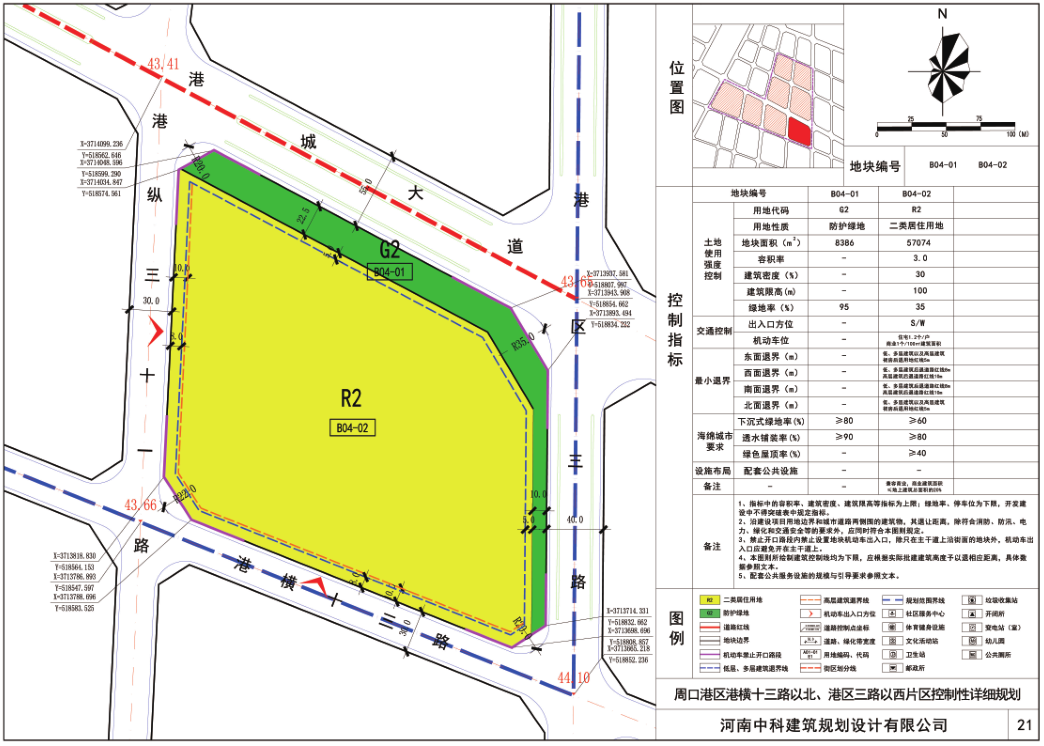 43.41
港
城
大
道
港
纵
三
十
一
路
X=3714099.236
Y=518562.646
X=3714048.596
Y=518599.290
X=3714034.847
Y=518574.561
R20.0
22.5
55.0
G2
B04-01
10.0
30.0
5.0
港
区
三
路
43.65
X=3713937.581
Y=518807.997
X=3713943.908
Y=518854.662
X=3713893.494
Y=518834.222
R35.0
R2
B04-02
10.0
5.0
40.0
43.66
R22.0
港
横
十
三
路
X=3713816.830
Y=518564.153
X=3713786.893
Y=518547.597
X=3713788.696
Y=518583.525
30.0
44.10
X=3713714.331
Y=518832.662
X=3713698.696
Y=518808.857
X=3713665.218
Y=518852.236
位置图
N
25 75
0 50 100 (M)
地块编号 B04-01 B04-02
控制指标
地块编号 B04-01 B04-02
土地使用强度控制
用地代码 G2 R2
用地性质 防护绿地 二类居住用地
地块面积（m²） 8386 57074
容积率 - 3.0
建筑密度（%） - 30
建筑限高(m) - 100
绿地率（%） 95 35
交通控制
出入口方位 - S/W
机动车位 - 住宅1.2个/户
商业1个/100㎡建筑面积
最小退界
东面退界（m） - 低、多层建筑以及高层建筑
裙房后退用地红线5m
西面退界（m） - 低、多层建筑后退道路红线8m
高层建筑后退道路红线10m
南面退界（m） - 低、多层建筑后退道路红线8m
高层建筑后退道路红线10m
北面退界（m） - 低、多层建筑以及高层建筑
裙房后退用地红线5m
海绵城市要求
下沉式绿地率(%) ≥80 ≥60
透水铺装率(%) ≥90 ≥80
绿色屋顶率(%) - ≥40
设施布局 配套公共设施 - -
备注 - - 兼容商业，商业建筑面积
备注
1、指标中的容积率、建筑密度、建筑限高等指标为上限；绿地率、停车位为下限，开发建
设中不得突破表中规定指标。
2、沿建设项目用地边界和城市道路两侧围的建筑物，其退让距离，除符合消防、防汛、电
力、绿化和交通安全等的要求外，应同时符合本图则规定。
3、禁止开口路段内禁止设置地块机动车出入口，除只在主干道上沿街面的地块外，机动车出
入口应避免开在主干道上。
4、本图则所绘制建筑控制线均为下限，应根据实际批建建筑高度予以退相应距离，具体数
据参照文本。
5、配套公共服务设施的规模与引导要求参照文本。
图例
R2 二类居住用地
G2 防护绿地
道路红线
地块边界
机动车禁止开口路段
低层、多层建筑退界线
高层建筑退界线
机动车出入口方位
道路控制点坐标
道路、绿化带宽度
用地编码、代码
街区划分线
规划范围界线
社区服务中心
体育健身设施
文化活动站
卫生站
邮政所
垃圾收集站
开闭所
变电站（室）
幼儿园
公共厕所
周口港区港横十三路以北、港区三路以西片区控制性详细规划
河南中科建筑规划设计有限公司 21